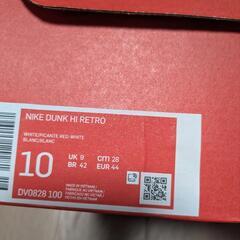 NIKE DUNK HI RETRO
WHITE/PICANTE RED-WHITE
BLANC/BLANC
10
UK 9
CM 28
BR 42
EUR 44
DV0828 100
MADE IN VIETNAM